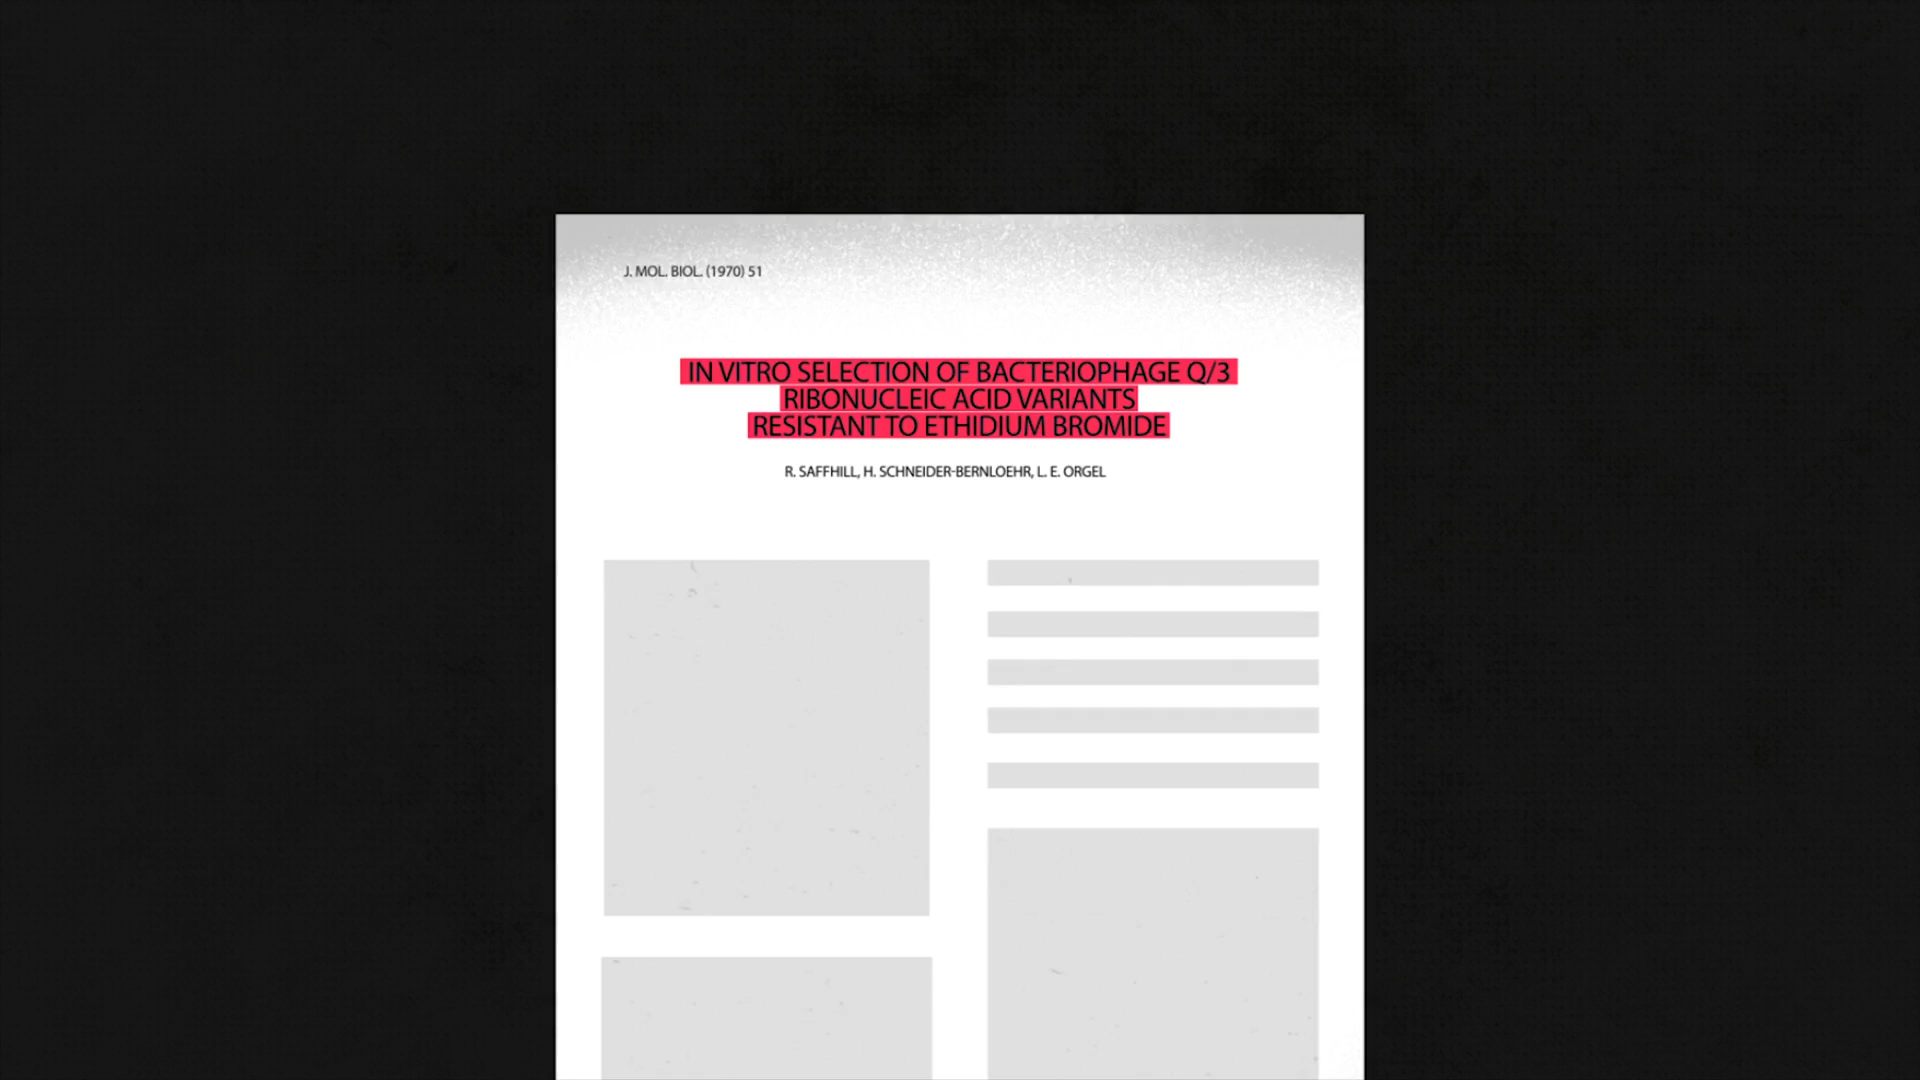 J. MOL. BIOL. (1970) 51
IN VITRO SELECTION OF BACTERIOPHAGE Q/3
RIBONUCLEIC ACID VARIANTS
RESISTANT TO ETHIDIUM BROMIDE
R. SAFFHILL, H. SCHNEIDER-BERNLOEHR, L. E. ORGEL